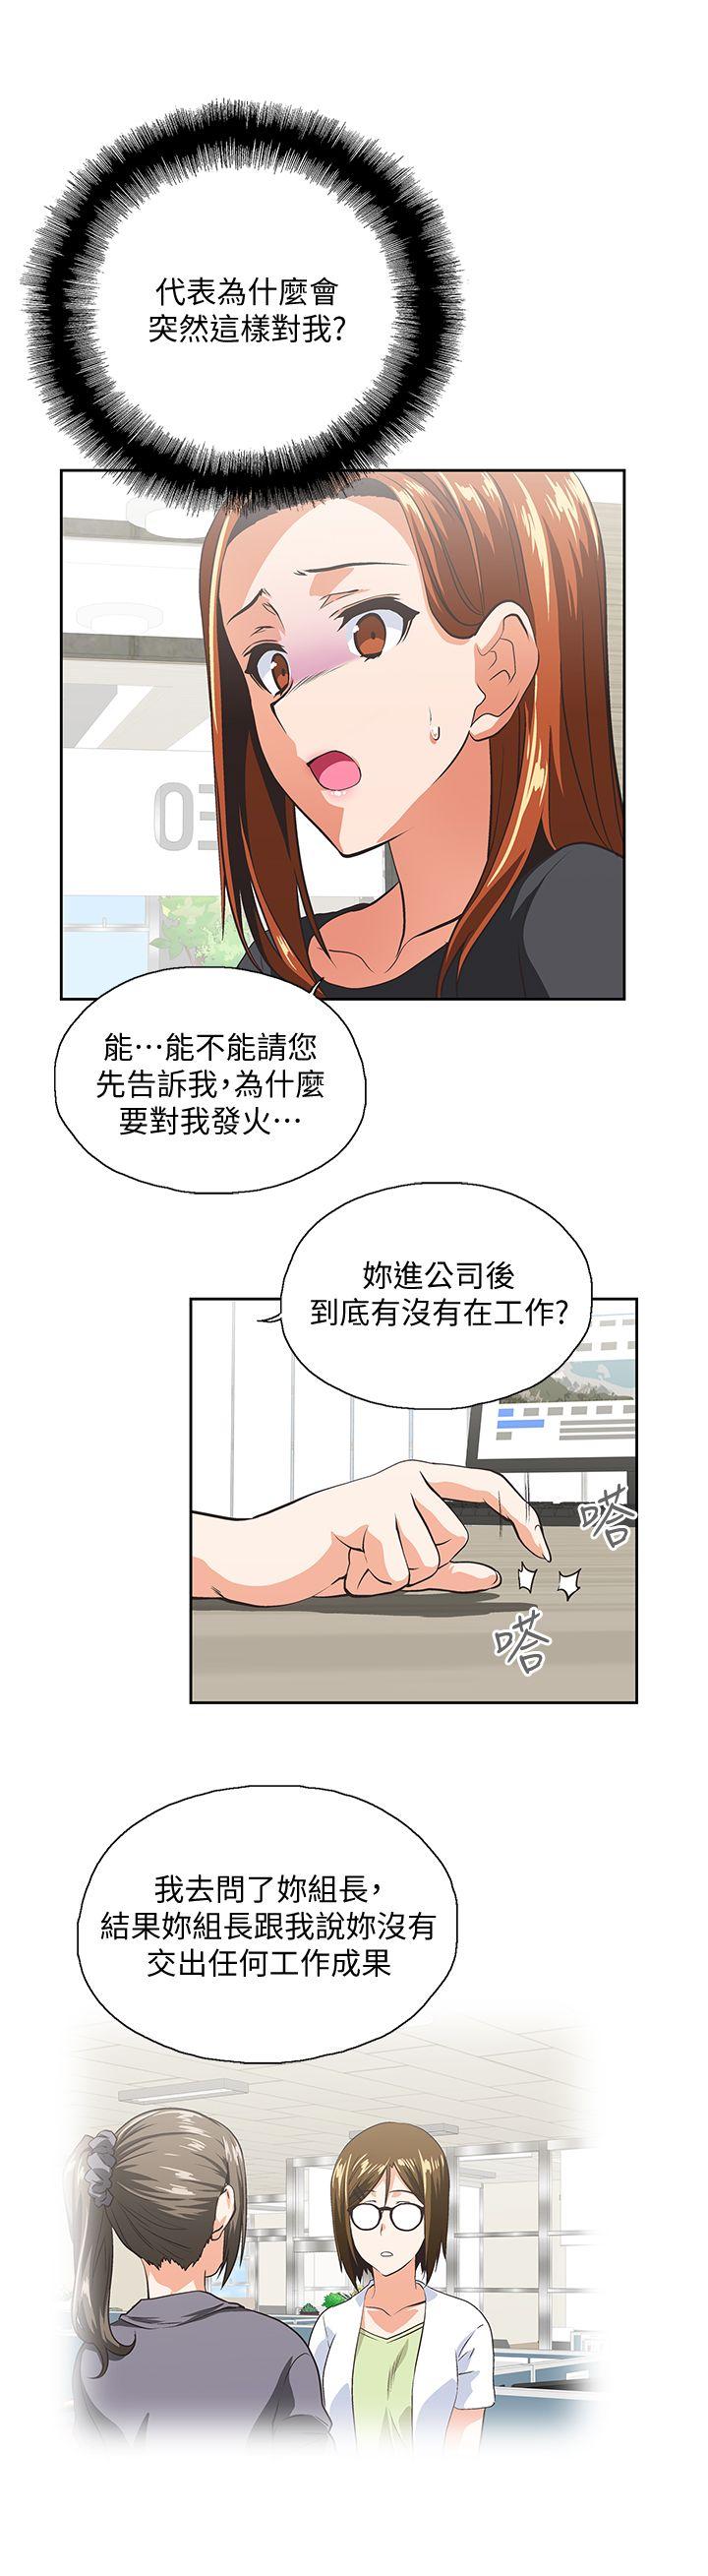 代表為什麼會
突然這樣對我?
03
能…能不能請您
先告訴我,為什麼
要對我發火…
妳進公司後
到底有沒有在工作?
嗒
嗒
我去問了妳組長,
結果妳組長跟我說妳沒有
交出任何工作成果